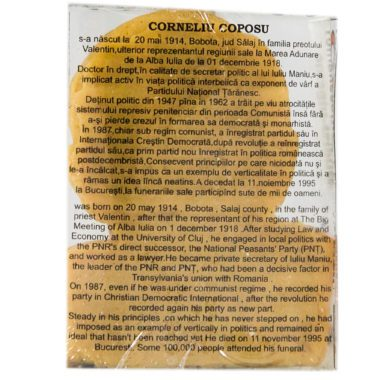 CORNELIU COPOSU
s-a născut la 20 mai 1914, Bobota, jud Sălaj în familia preotului
Valentin,ulterior reprezentantul regiunii sale la Marea Adunare
de la Alba Iulia de la 01 decembrie 1918.
Doctor în drept,în calitate de secretar politic al lui Iuliu Maniu,s-a
implicat activ în viața politică interbelică ca exponent de vârf a
Partidului Național Țărănesc.
Deținut politic din 1947 pîna in 1962 a trăit pe viu atrocitățile
sistemului represiv penitenciar din perioada Comunistă însă fără
a-și pierde crezul în formarea sa democrată și monarhistă.
In 1987,chiar sub regim comunist, a înregistrat partidul său în
Internaționala Creștin Democrată,după revoluție a reînregistrat
partidul său,ca prim partid nou înregistrat în politica românească
postdecembristă.Consecvent principiilor pe care niciodată nu și
le-a încălcat,s-a impus ca un exemplu de verticalitate în politică și a
rămas un idea lîncă neatins.A decedat la 11.noiembrie 1995
la București,la funeraniile sale participînd sute de mii de oameni.
was born on 20 may 1914 , Bobota , Salaj county , in the family of
priest Valentin , after that the representant of his region at The Big
Meeting of Alba Iulia on 1 december 1918 .After studying Law and
Economy at the University of Cluj , he engaged in local politics with
the PNR's direct successor, the National Peasants' Party (PNT),
and worked as a lawyer.He became private secretary of Iuliu Maniu,
the leader of the PNR and PNT, who had been a decisive factor in
Transylvania's union with Romania .
On 1987, even if he was under communist regime , he recorded his
party in Christian Democratic International , after the revolution he
recorded again his party as new part.
Steady in his principles ,on which he has never stepped on , he had
imposed as an example of vertically in politics and remained an
ideal that hasn't been reached yet He died on 11 november 1995 at
Bucuresti. Some 100,000 people attended his funeral.